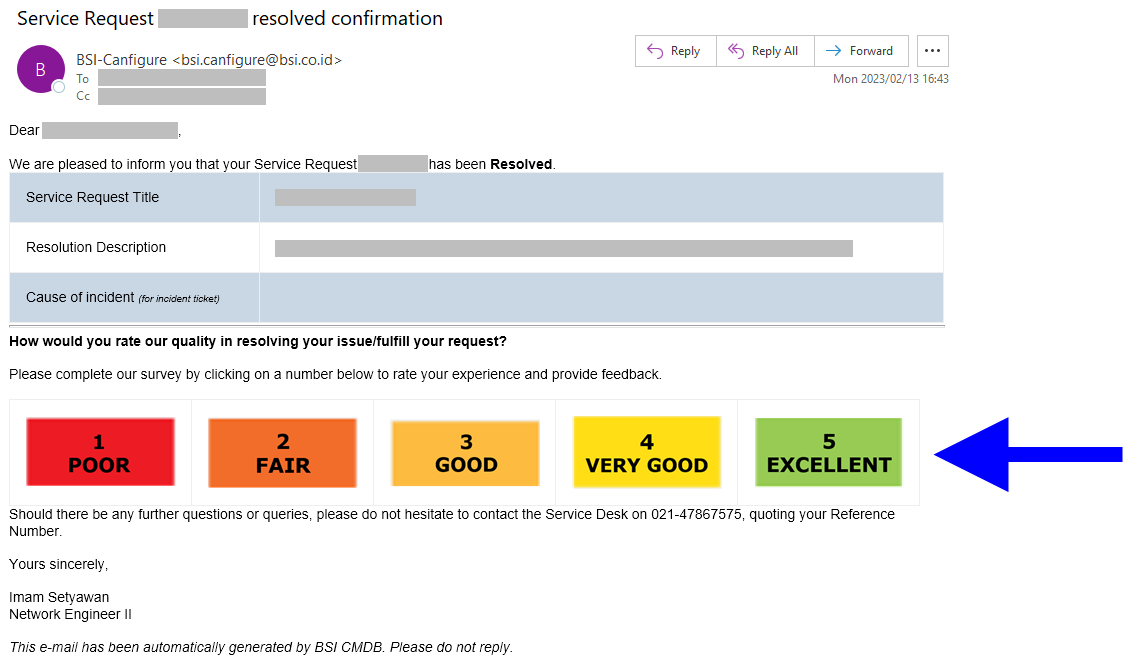 Service Request resolved confirmation
B
BSI-Canfigure <bsi.canfigure@bsi.co.id>
To
Cc
Reply
Reply All
Forward
...
Mon 2023/02/13 16:43
Dear ,
We are pleased to inform you that your Service Request has been Resolved.
Service Request Title
Resolution Description
Cause of incident (for incident ticket)
How would you rate our quality in resolving your issue/fulfill your request?
Please complete our survey by clicking on a number below to rate your experience and provide feedback.
1
POOR
2
FAIR
3
GOOD
4
VERY GOOD
5
EXCELLENT
Should there be any further questions or queries, please do not hesitate to contact the Service Desk on 021-47867575, quoting your Reference
Number.
Yours sincerely,
Imam Setyawan
Network Engineer II
This e-mail has been automatically generated by BSI CMDB. Please do not reply.